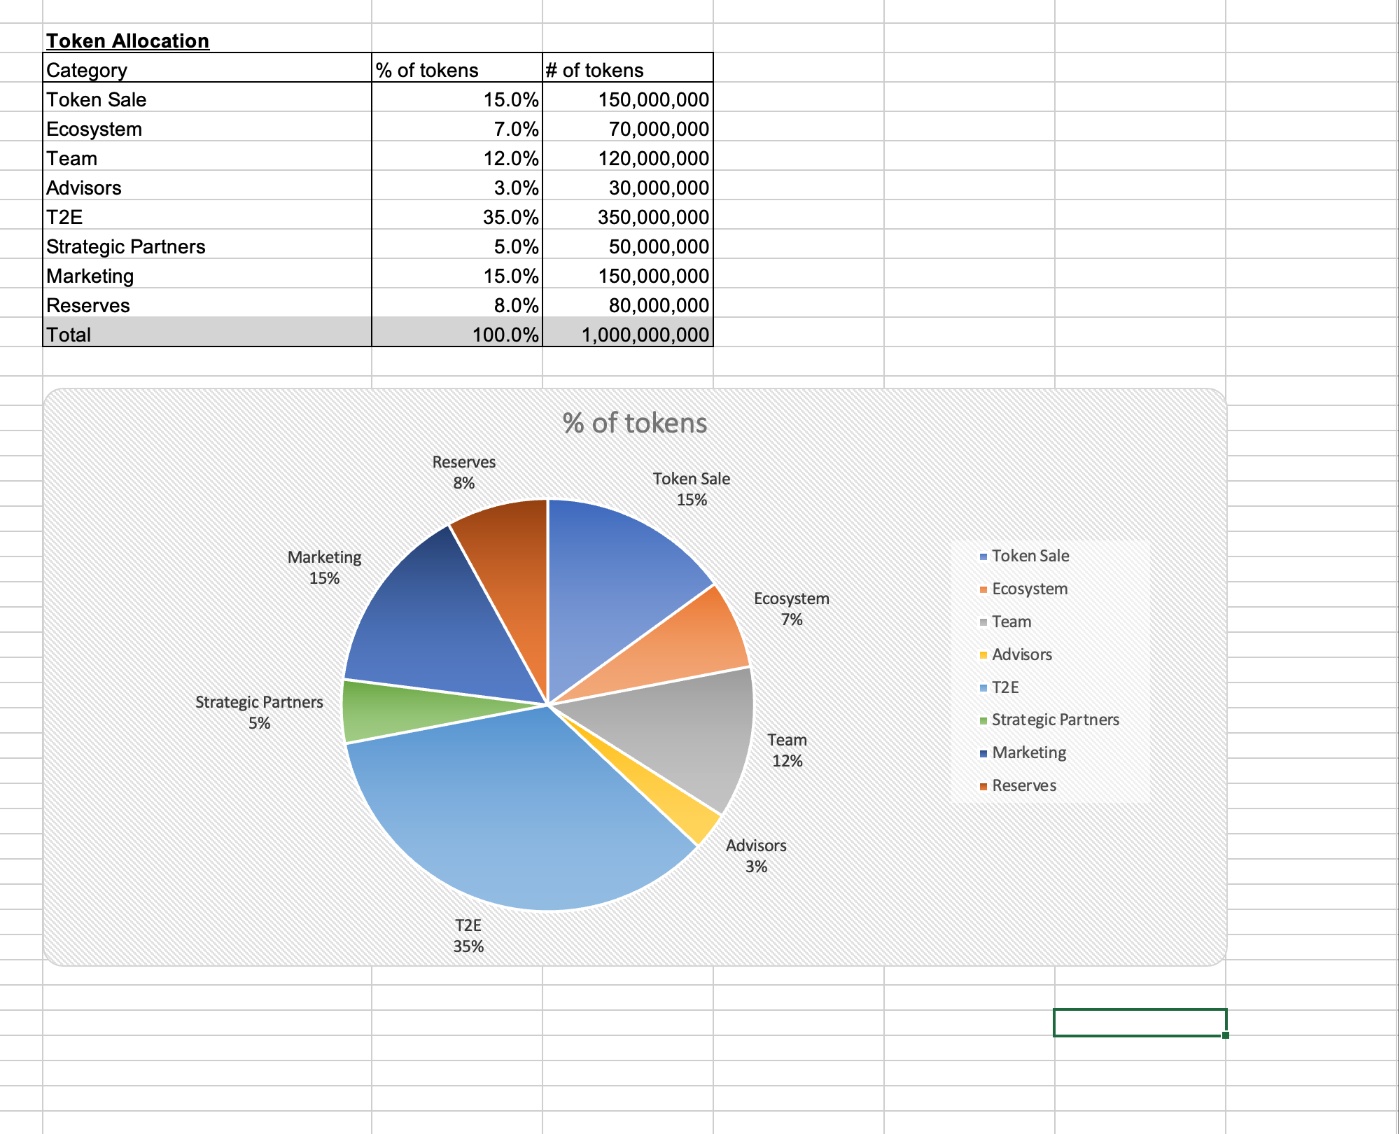 Token Allocation
Category % of tokens # of tokens
Token Sale 15.0% 150,000,000
Ecosystem 7.0% 70,000,000
Team 12.0% 120,000,000
Advisors 3.0% 30,000,000
T2E 35.0% 350,000,000
Strategic Partners 5.0% 50,000,000
Marketing 15.0% 150,000,000
Reserves 8.0% 80,000,000
Total 100.0% 1,000,000,000
% of tokens
Reserves
8%
Token Sale
15%
Marketing
15%
Ecosystem
7%
Strategic Partners
5%
Team
12%
Advisors
3%
T2E
35%
Token Sale
Ecosystem
Team
Advisors
T2E
Strategic Partners
Marketing
Reserves